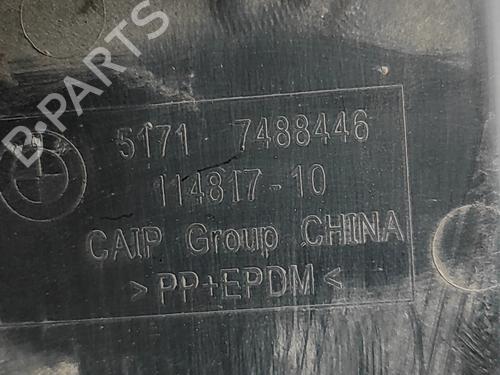 B-PARTS
5171 7488446
114817-10
CAIP Group CHINA
>PP+EPDM<